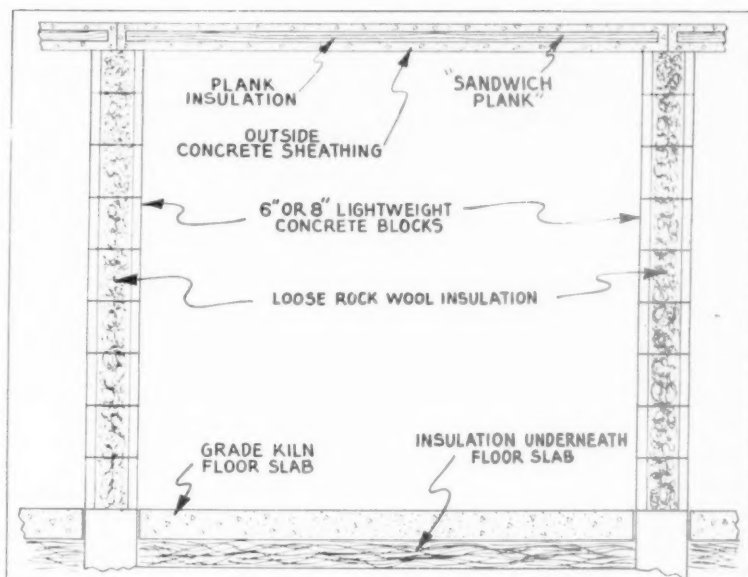 PLANK
INSULATION
"SANDWICH
PLANK"
OUTSIDE
CONCRETE SHEATHING
6" OR 8" LIGHTWEIGHT
CONCRETE BLOCKS
LOOSE ROCK WOOL INSULATION
GRADE KILN
FLOOR SLAB
INSULATION UNDERNEATH
FLOOR SLAB